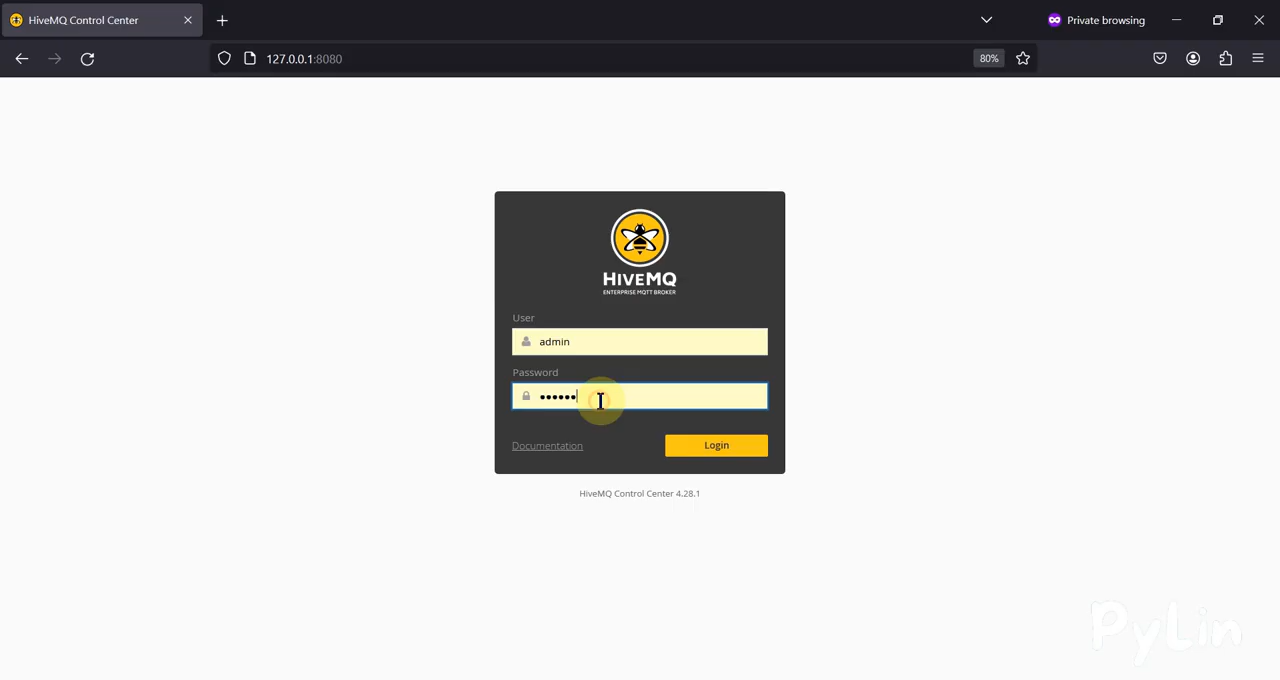 HiveMQ Control Center
Private browsing
127.0.0.1:8080
80%
HIVEMQ
ENTERPRISE MQTT BROKER
User
admin
Password
••••••
Documentation
Login
HiveMQ Control Center 4.28.1
PyLin